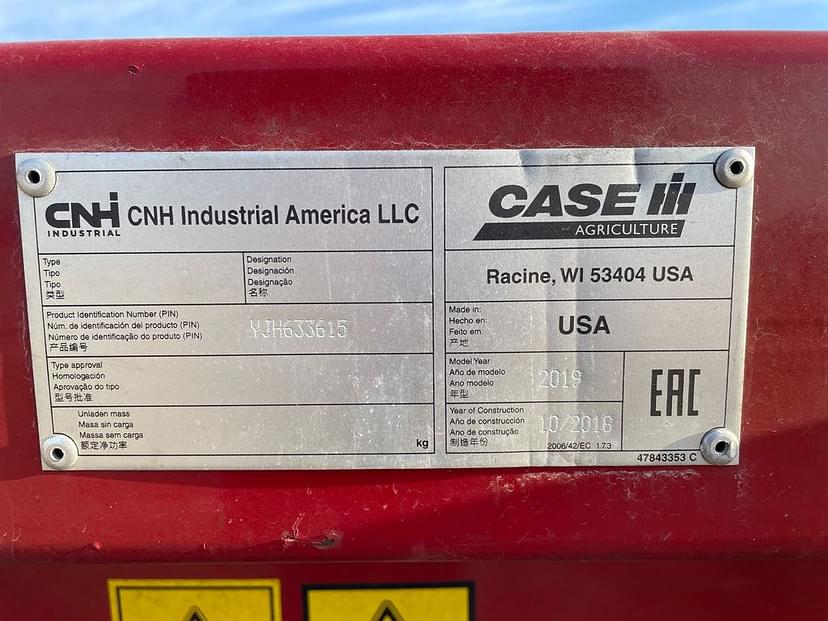 CNH INDUSTRIAL CNH Industrial America LLC
Type
Tipo
Tipo
类型
Designation
Designación
Designação
名称
Product Identification Number (PIN)
Núm. de identificación del producto (PIN)
Número de identificação do produto (PIN)
产品编号
YJH633615
Type approval
Homologación
Aprovação do tipo
型号批准
Unladen mass
Masa sin carga
Massa sem carga
额定净功率
kg
CASE IH
AGRICULTURE
Racine, WI 53404 USA
Made in:
Hecho en:
Feito em:
产地
USA
Model Year
Año de modelo
Ano modelo
年型
2019
Year of Construction
Año de construcción
Ano de construção
制造年份
10/2018
2006/42/EC 1.7.3
EAC
47843353 C